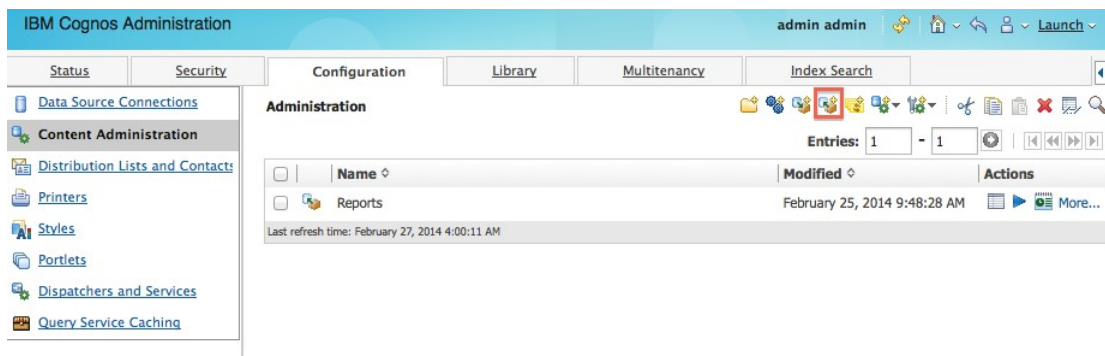 IBM Cognos Administration
admin admin
Launch
Status
Security
Configuration
Library
Multitenancy
Index Search
Data Source Connections
Content Administration
Distribution Lists and Contacts
Printers
Styles
Portlets
Dispatchers and Services
Query Service Caching
Administration
Entries: 1 - 1
Name
Modified
Actions
Reports
February 25, 2014 9:48:28 AM
More...
Last refresh time: February 27, 2014 4:00:11 AM